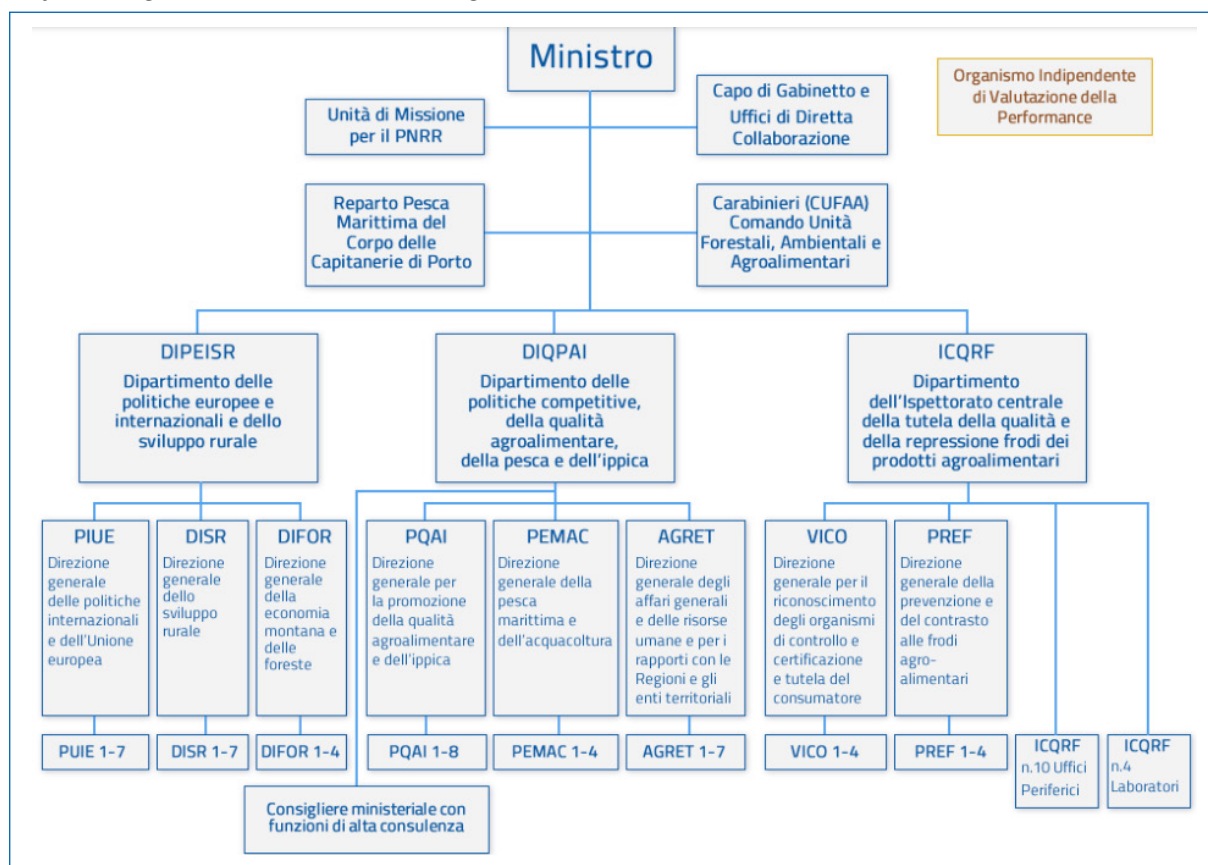 Ministro
Organismo Indipendente
di Valutazione della
Performance
Unità di Missione
per il PNRR
Capo di Gabinetto e
Uffici di Diretta
Collaborazione
Reparto Pesca
Marittima del
Corpo delle
Capitanerie di Porto
Carabinieri (CUFAA)
Comando Unità
Forestali, Ambientali e
Agroalimentari
DIPEISR
Dipartimento delle
politiche europee e
internazionali e dello
sviluppo rurale
DIQPAI
Dipartimento delle
politiche competitive,
della qualità
agroalimentare,
della pesca e dell'ippica
ICQRF
Dipartimento
dell'Ispettorato centrale
della tutela della qualità e
della repressione frodi dei
prodotti agroalimentari
PIUE
Direzione
generale
delle politiche
internazionali
e dell'Unione
europea
DISR
Direzione
generale
dello
sviluppo
rurale
DIFOR
Direzione
generale
della
economia
montana e
delle
foreste
PQAI
Direzione
generale per
la promozione
della qualità
agroalimentare
e dell'ippica
PEMAC
Direzione
generale della
pesca
marittima e
dell'acquacoltura
AGRET
Direzione
generale degli
affari generali
e delle risorse
umane e per i
rapporti con le
Regioni e gli
enti territoriali
VICO
Direzione
generale per il
riconoscimento
degli organismi
di controllo e
certificazione
e tutela del
consumatore
PREF
Direzione
generale della
prevenzione e
del contrasto
alle frodi
agro-
alimentari
PUIE 1-7
DISR 1-7
DIFOR 1-4
PQAI 1-8
PEMAC 1-4
AGRET 1-7
VICO 1-4
PREF 1-4
ICQRF
n.10 Uffici
Periferici
ICQRF
n.4
Laboratori
Consigliere ministeriale con
funzioni di alta consulenza